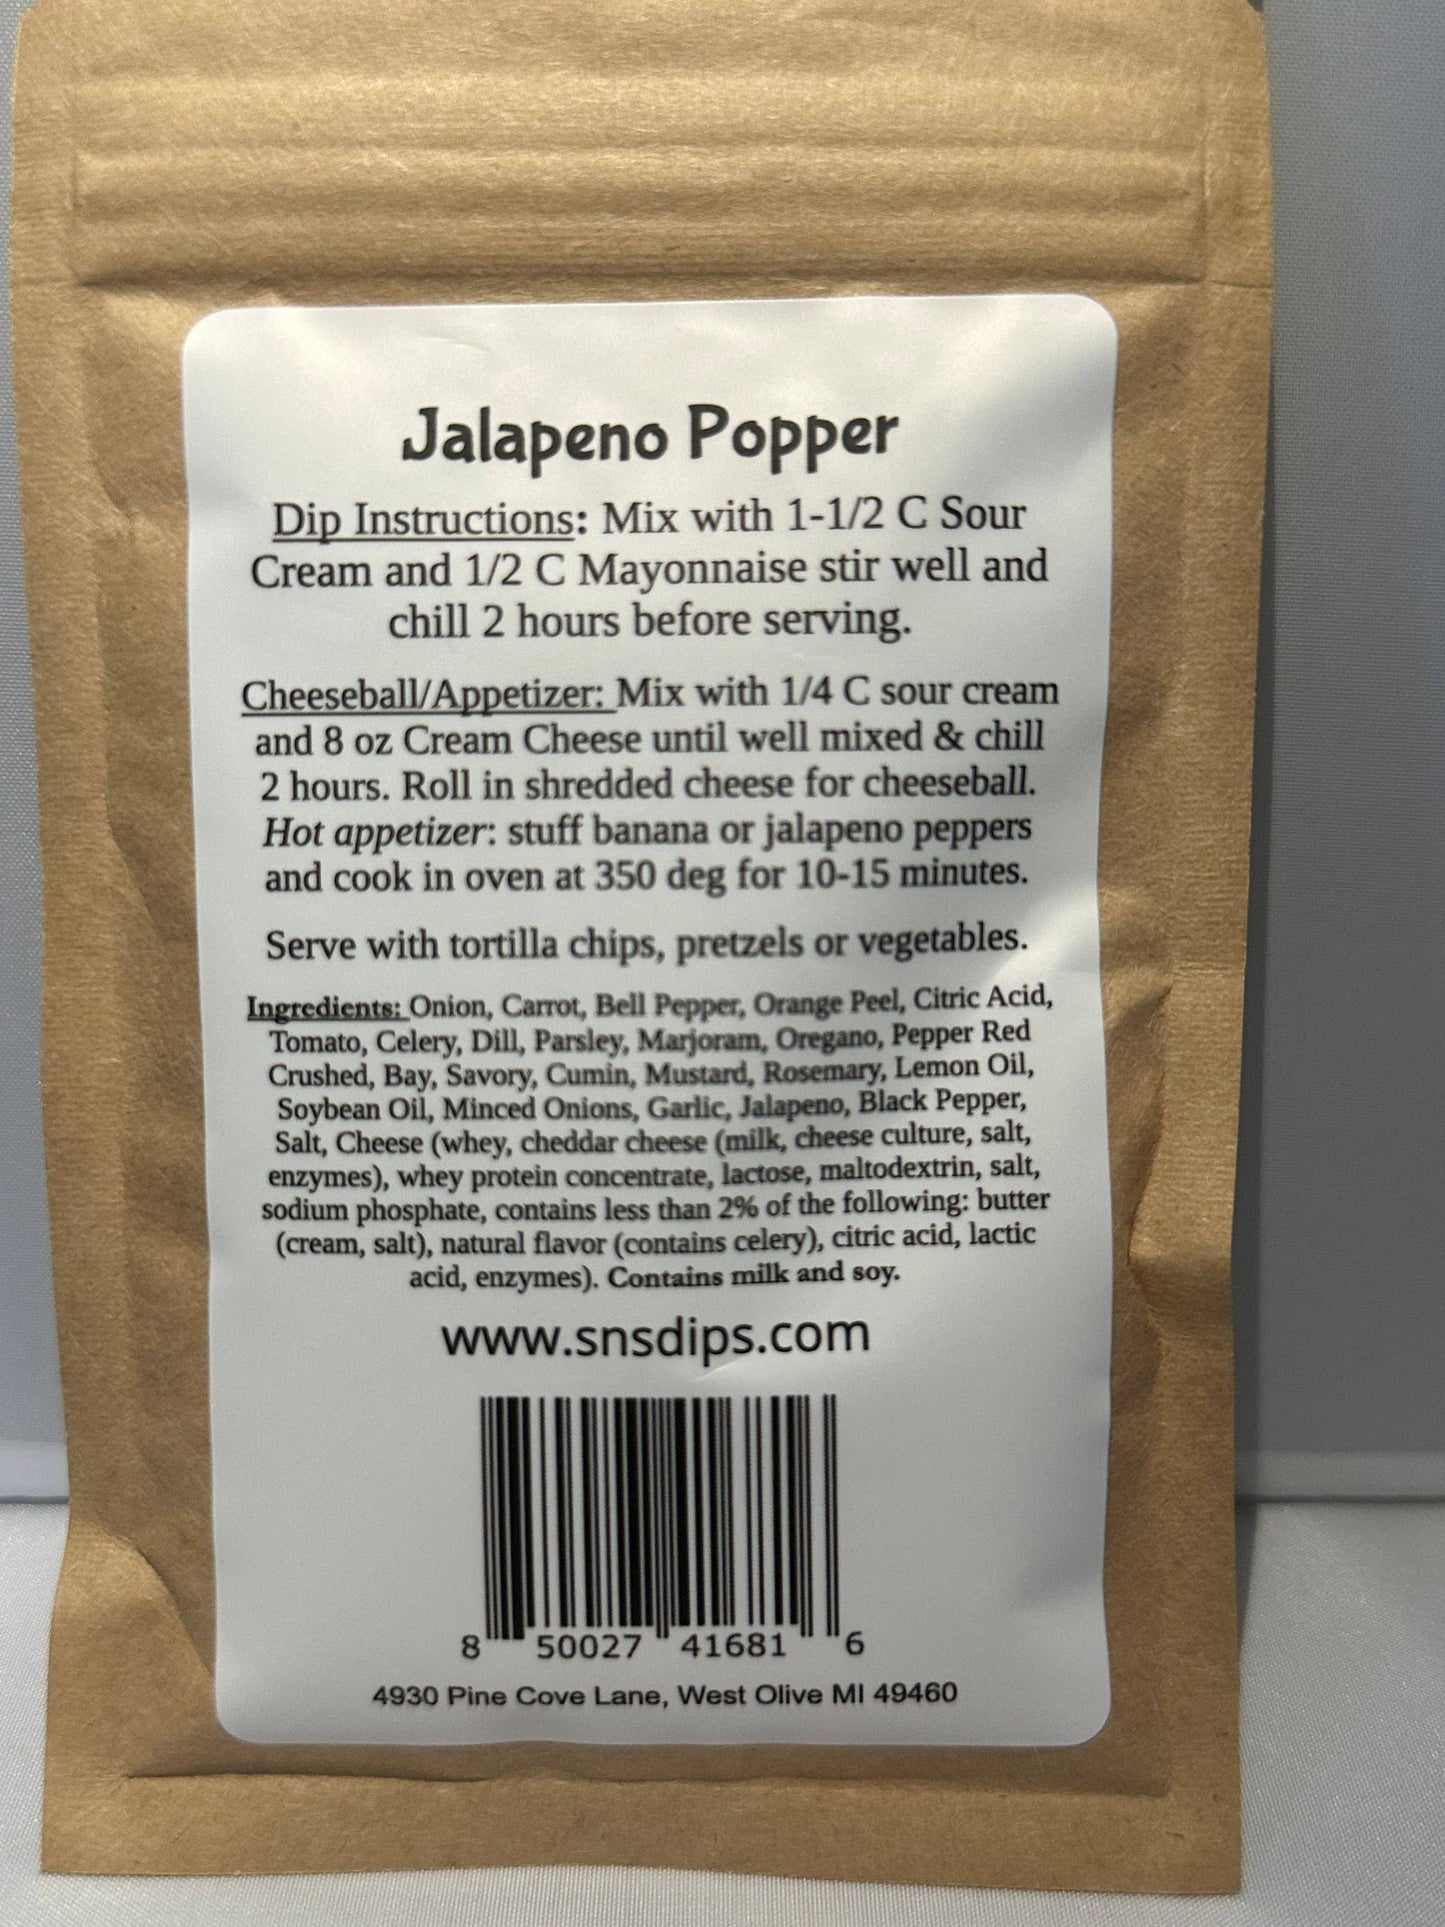 Jalapeno Popper
Dip Instructions: Mix with 1-1/2 C Sour
Cream and 1/2 C Mayonnaise stir well and
chill 2 hours before serving.
Cheeseball/Appetizer: Mix with 1/4 C sour cream
and 8 oz Cream Cheese until well mixed & chill
2 hours. Roll in shredded cheese for cheeseball.
Hot appetizer: stuff banana or jalapeno peppers
and cook in oven at 350 deg for 10-15 minutes.
Serve with tortilla chips, pretzels or vegetables.
Ingredients: Onion, Carrot, Bell Pepper, Orange Peel, Citric Acid,
Tomato, Celery, Dill, Parsley, Marjoram, Oregano, Pepper Red
Crushed, Bay, Savory, Cumin, Mustard, Rosemary, Lemon Oil,
Soybean Oil, Minced Onions, Garlic, Jalapeno, Black Pepper,
Salt, Cheese (whey, cheddar cheese (milk, cheese culture, salt,
enzymes), whey protein concentrate, lactose, maltodextrin, salt,
sodium phosphate, contains less than 2% of the following: butter
(cream, salt), natural flavor (contains celery), citric acid, lactic
acid, enzymes). Contains milk and soy.
www.snsdips.com
8 50027 41681 6
4930 Pine Cove Lane, West Olive MI 49460